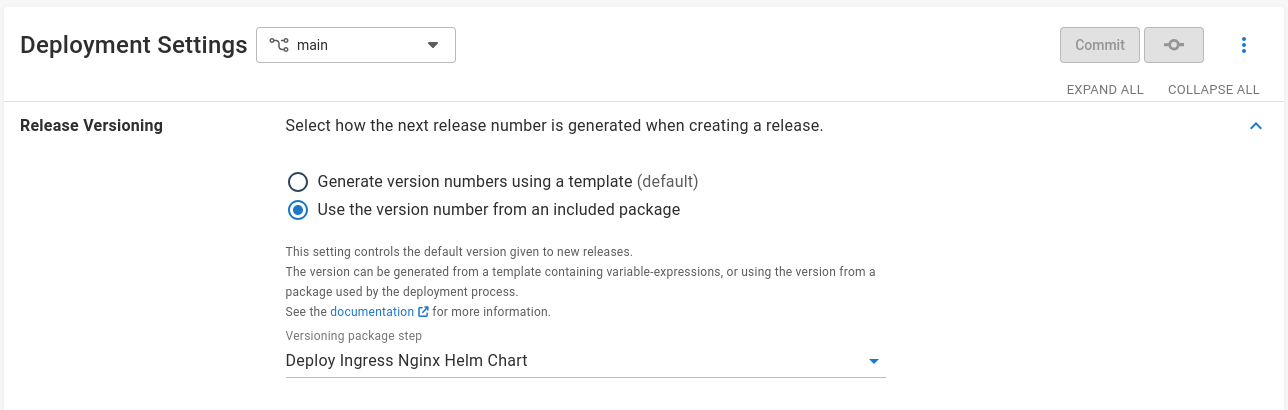 Deployment Settings
main
Commit
EXPAND ALL
COLLAPSE ALL
Release Versioning
Select how the next release number is generated when creating a release.
Generate version numbers using a template (default)
Use the version number from an included package
This setting controls the default version given to new releases.
The version can be generated from a template containing variable-expressions, or using the version from a
package used by the deployment process.
See the documentation for more information.
Versioning package step
Deploy Ingress Nginx Helm Chart